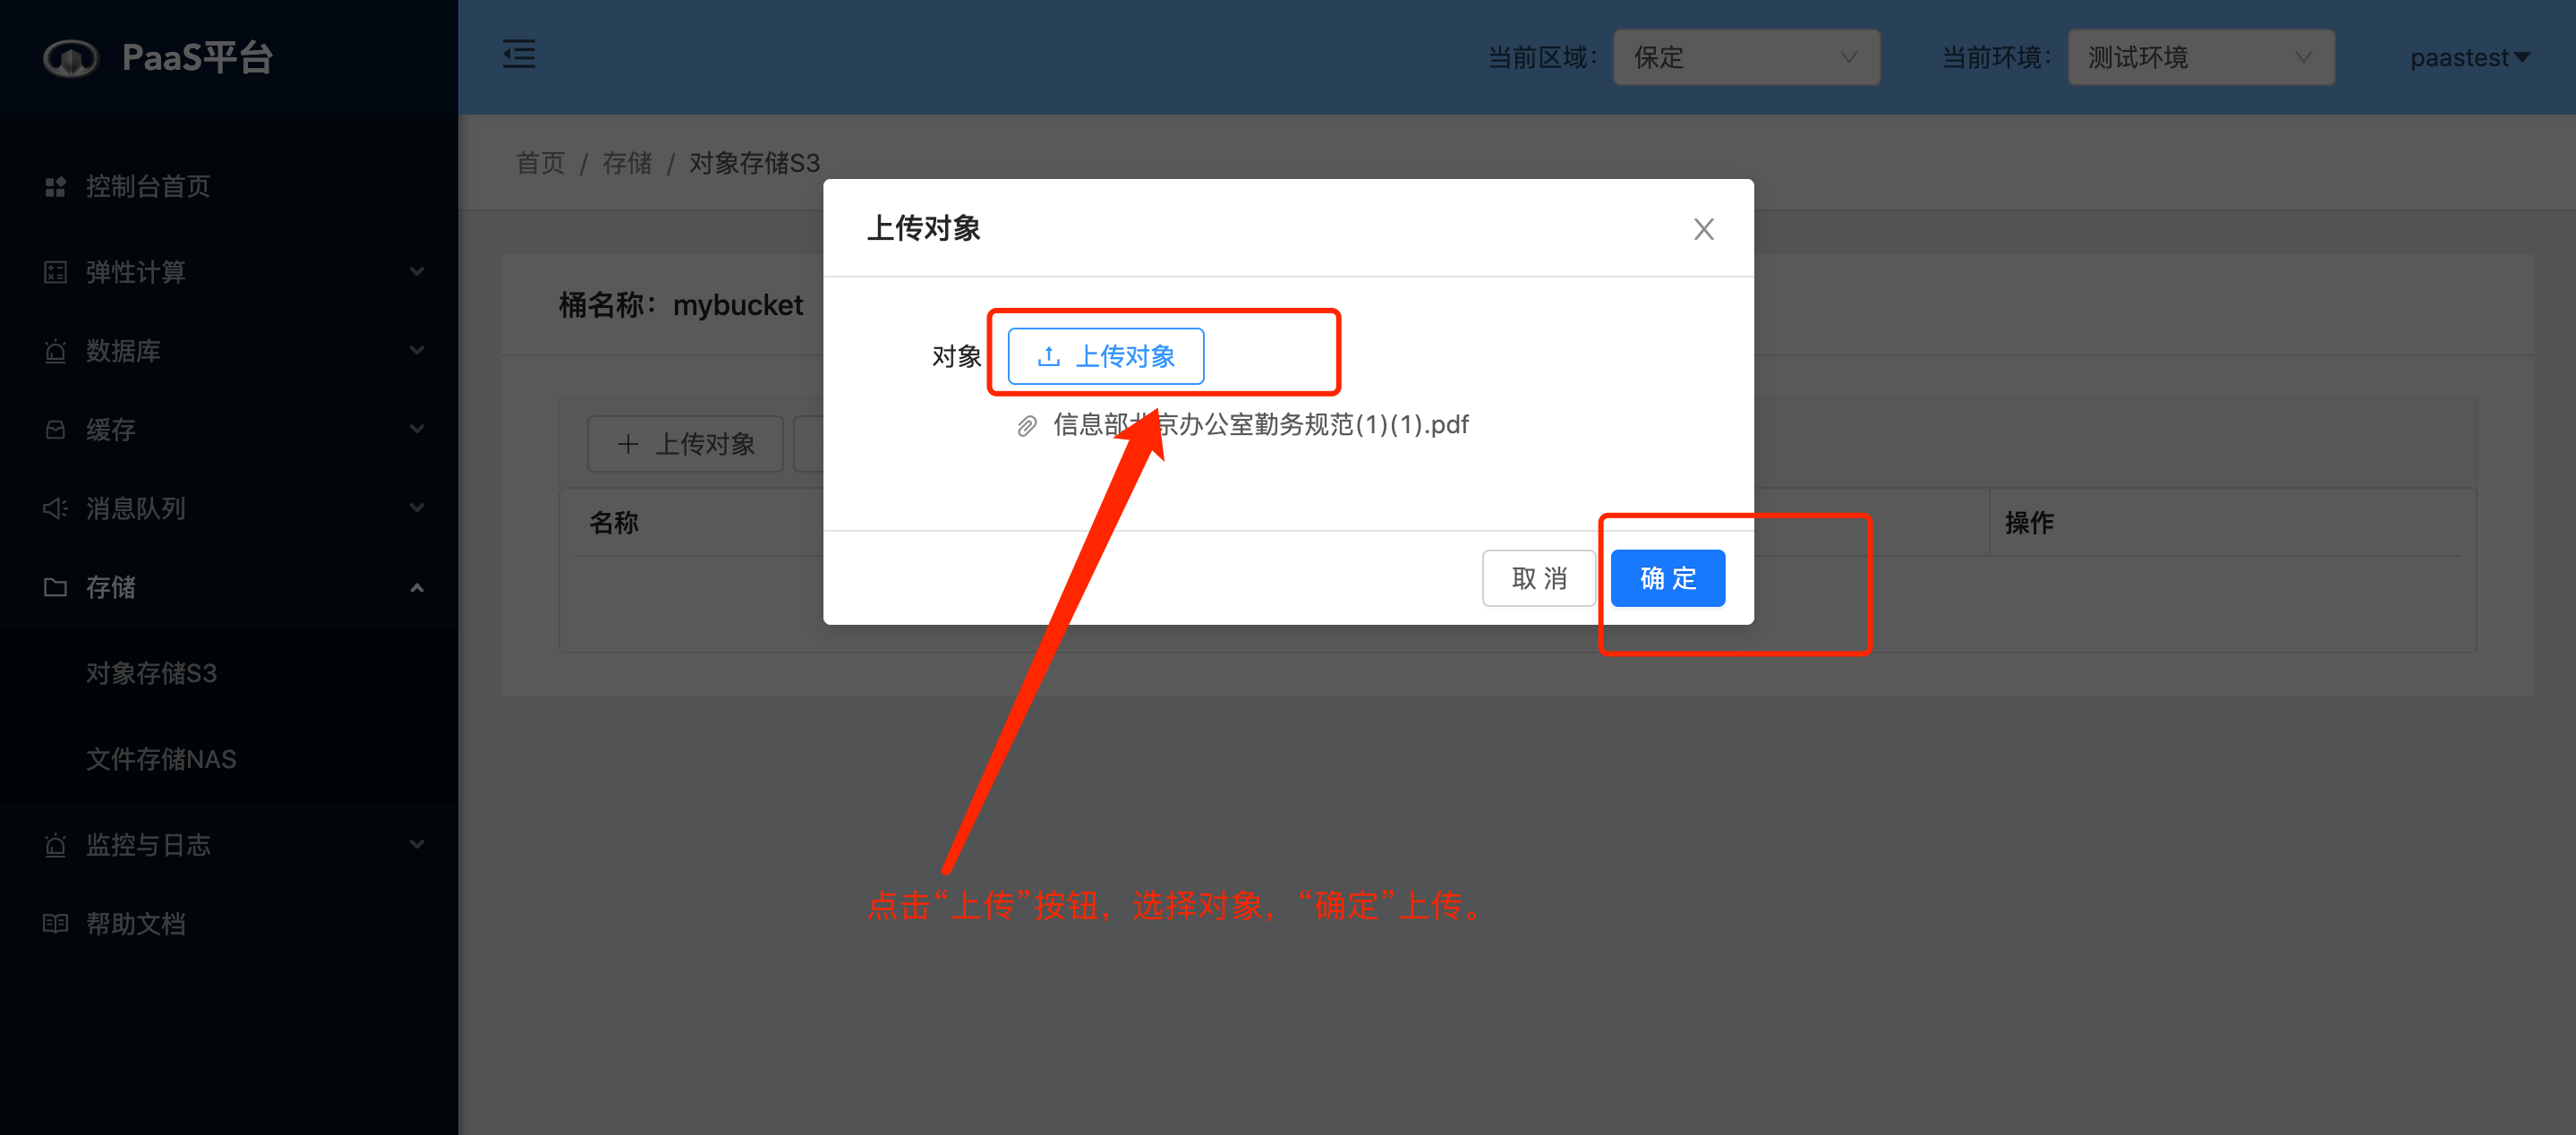 PaaS平台
当前区域： 保定
当前环境： 测试环境
paastest
控制台首页
弹性计算
数据库
缓存
消息队列
存储
对象存储S3
文件存储NAS
监控与日志
帮助文档
首页 / 存储 / 对象存储S3
桶名称：mybucket
上传对象
名称
操作
上传对象
对象
上传对象
信息部北京办公室勤务规范(1)(1).pdf
取 消
确 定
点击“上传”按钮，选择对象，“确定”上传。